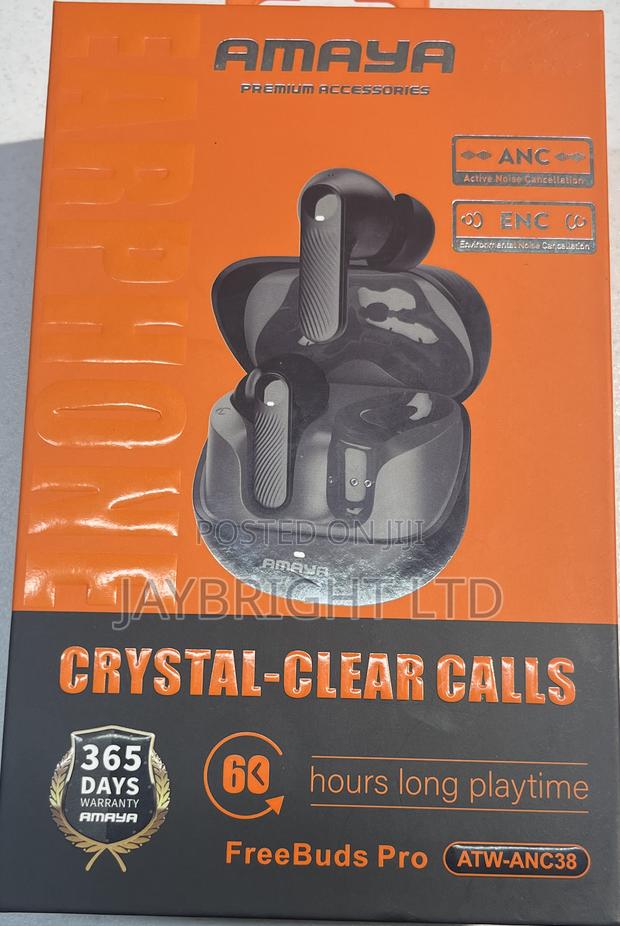 AMAYA
PREMIUM ACCESSORIES
EARPHONE
ANC
Active Noise Cancellation
ENC
Environmental Noise Cancellation
AMAYA
POSTED ON JIJI
JAYBRIGHT LTD
CRYSTAL-CLEAR CALLS
365
DAYS
WARRANTY
AMAYA
60
hours long playtime
FreeBuds Pro
ATW-ANC38